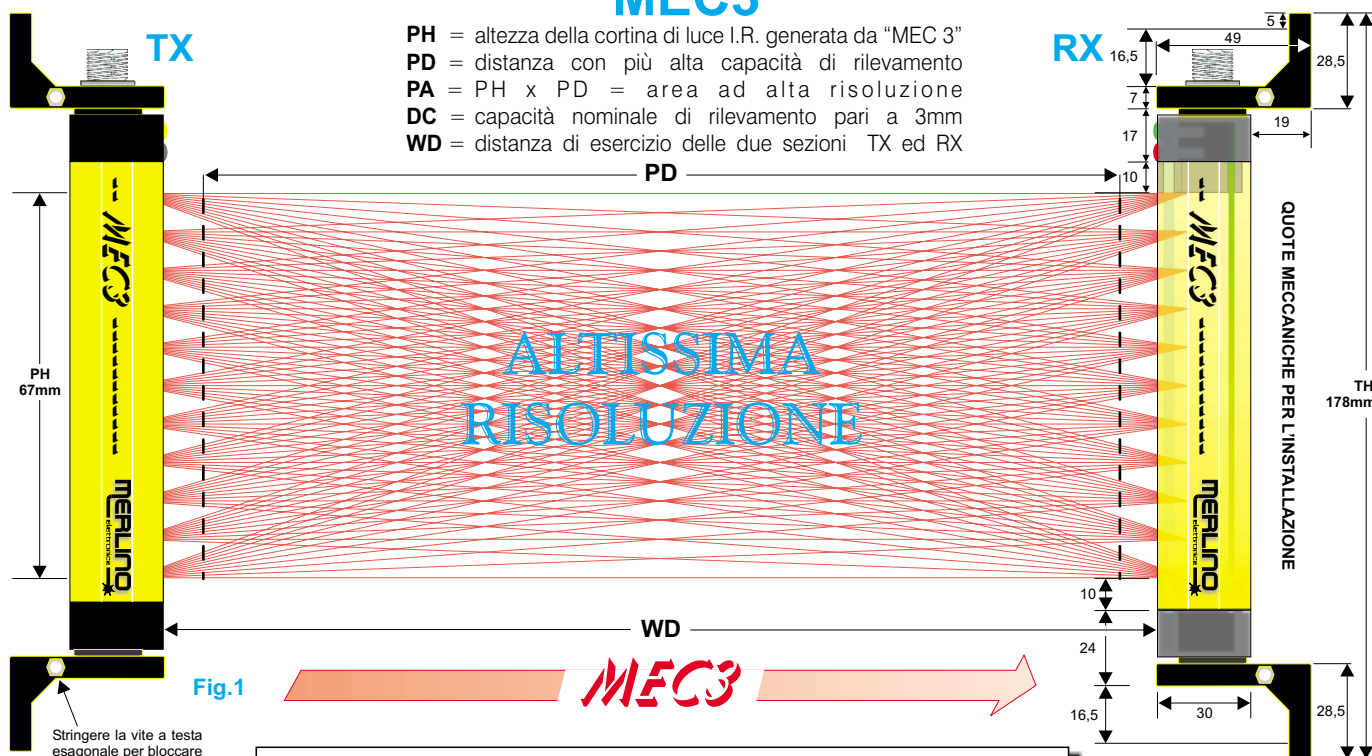 MEC3
TX
RX
PH = altezza della cortina di luce I.R. generata da “MEC 3”
PD = distanza con più alta capacità di rilevamento
PA = PH x PD = area ad alta risoluzione
DC = capacità nominale di rilevamento pari a 3mm
WD = distanza di esercizio delle due sezioni TX ed RX
5
49
16,5
28,5
7
17
19
10
PD
MEC3
MEC3
QUOTE MECCANICHE PER L'INSTALLAZIONE
ALTISSIMA
RISOLUZIONE
PH
67mm
TH
178mm
MERLINO
elettronica
MERLINO
elettronica
10
WD
24
Fig.1
MEC3
30
16,5
28,5
Stringere la vite a testa
esagonale per bloccare